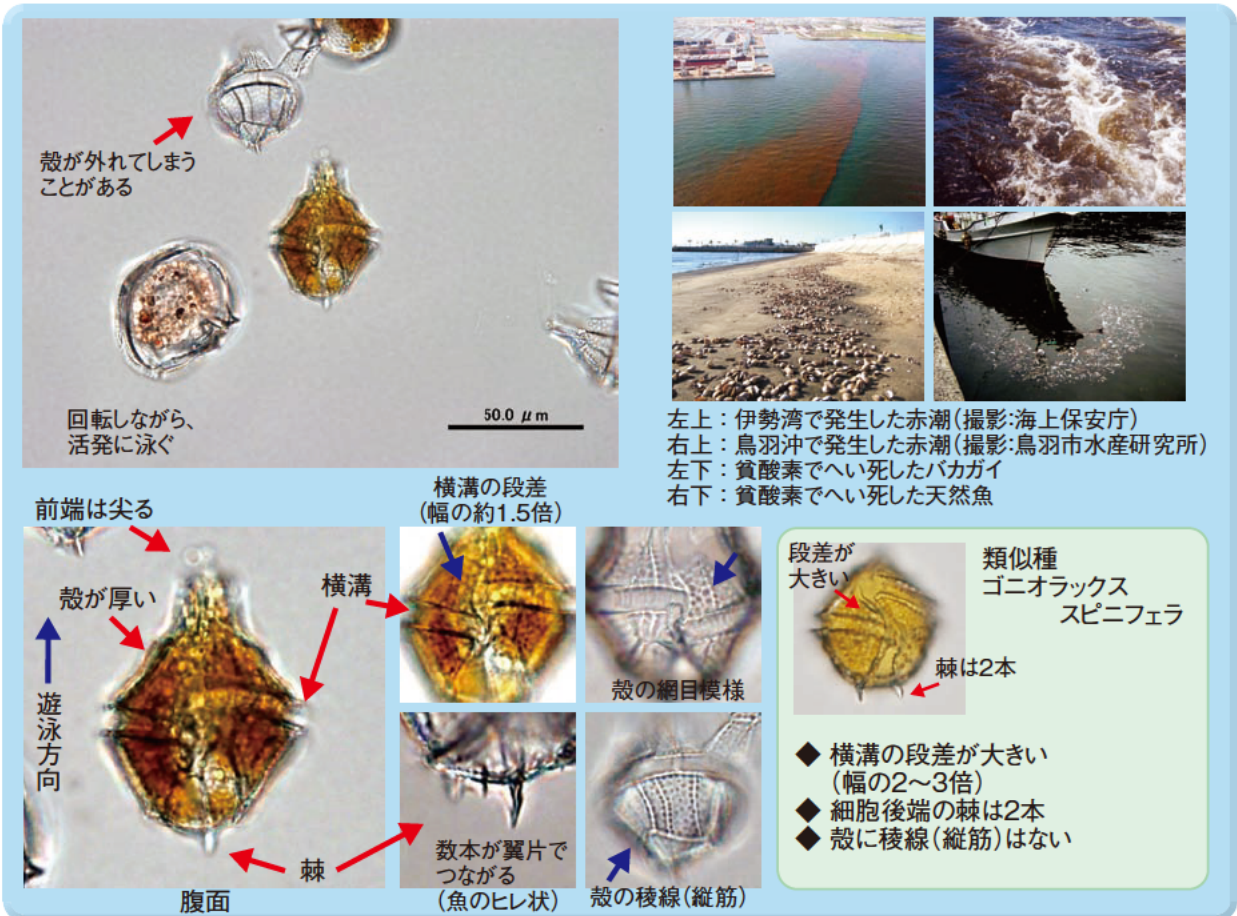 殻が外れてしまう
ことがある
回転しながら、
活発に泳ぐ
50.0 μm
左上：伊勢湾で発生した赤潮(撮影:海上保安庁)
右上：鳥羽沖で発生した赤潮(撮影:鳥羽市水産研究所)
左下：貧酸素でへい死したバカガイ
右下：貧酸素でへい死した天然魚
前端は尖る
殻が厚い
遊泳方向
横溝
棘
腹面
横溝の段差
(幅の約1.5倍)
殻の網目模様
数本が翼片で
つながる
(魚のヒレ状)
殻の稜線(縦筋)
段差が
大きい
類似種
ゴニオラックス
スピニフェラ
棘は2本
◆ 横溝の段差が大きい
(幅の2～3倍)
◆ 細胞後端の棘は2本
◆ 殻に稜線(縦筋)はない